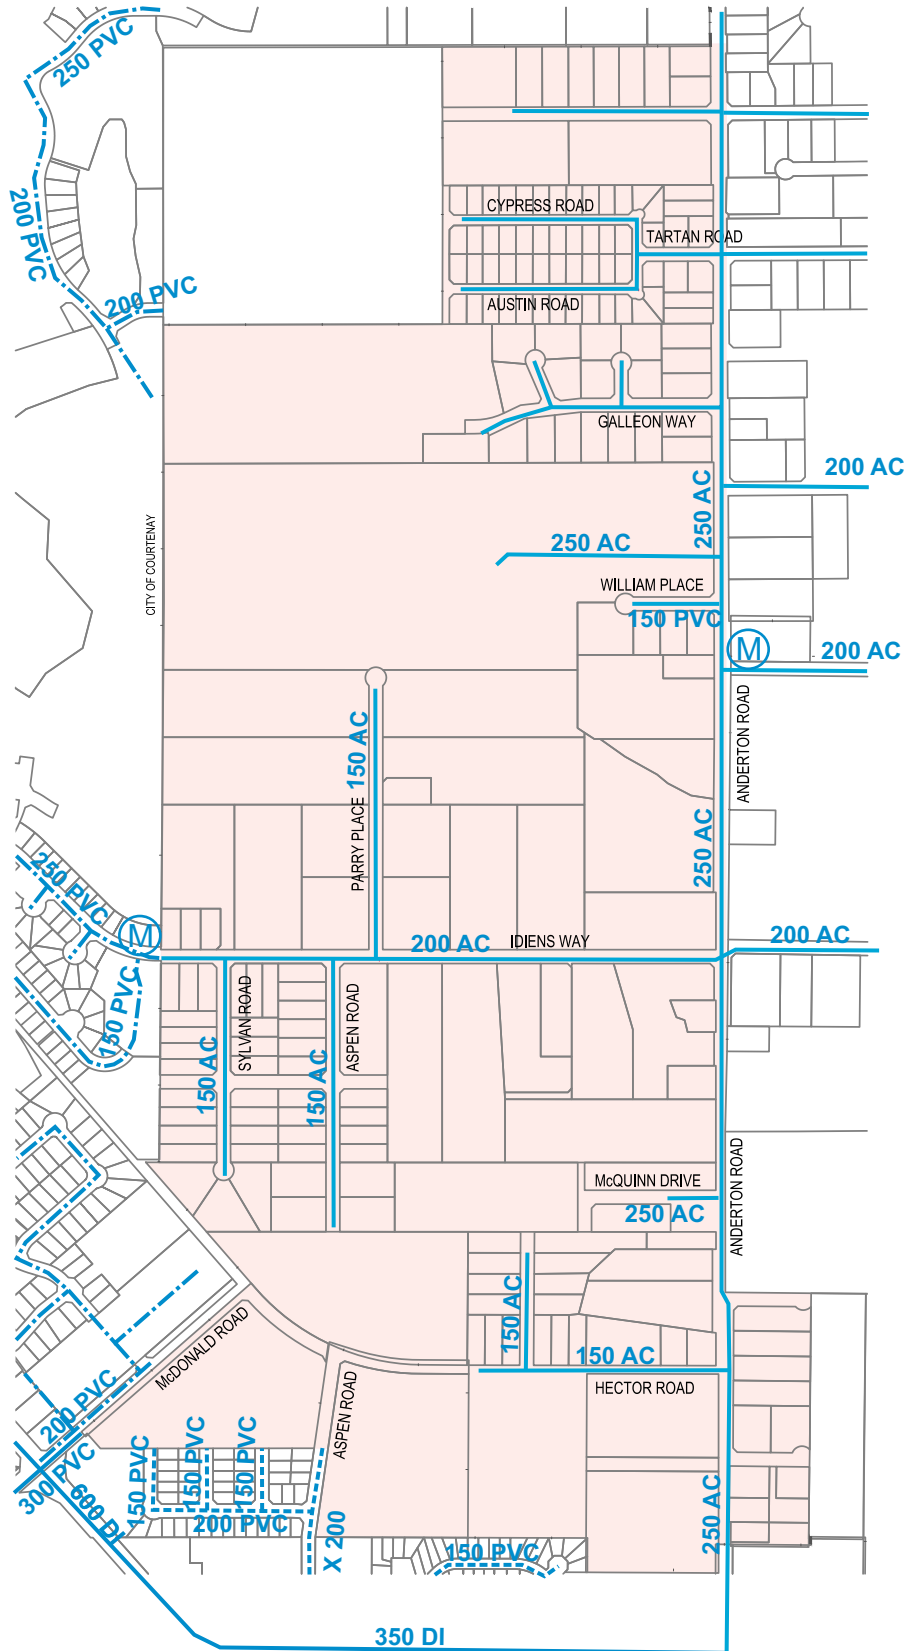 250 PVC
200 PVC
CYPRESS ROAD
TARTAN ROAD
200 PVC
AUSTIN ROAD
GALLEON WAY
200 AC
250 AC
CITY OF COURTENAY
250 AC
WILLIAM PLACE
150 PVC
M
200 AC
ANDERTON ROAD
150 AC
PARRY PLACE
250 AC
250 PVC
M
200 AC
IDIENS WAY
200 AC
150 PVC
SYLVAN ROAD
ASPEN ROAD
150 AC
150 AC
McQUINN DRIVE
250 AC
ANDERTON ROAD
150 AC
McDONALD ROAD
150 AC
ASPEN ROAD
HECTOR ROAD
200 PVC
300 PVC
600 DI
150 PVC
150 PVC
150 PVC
200 PVC
X 200
150 PVC
250 AC
350 DI